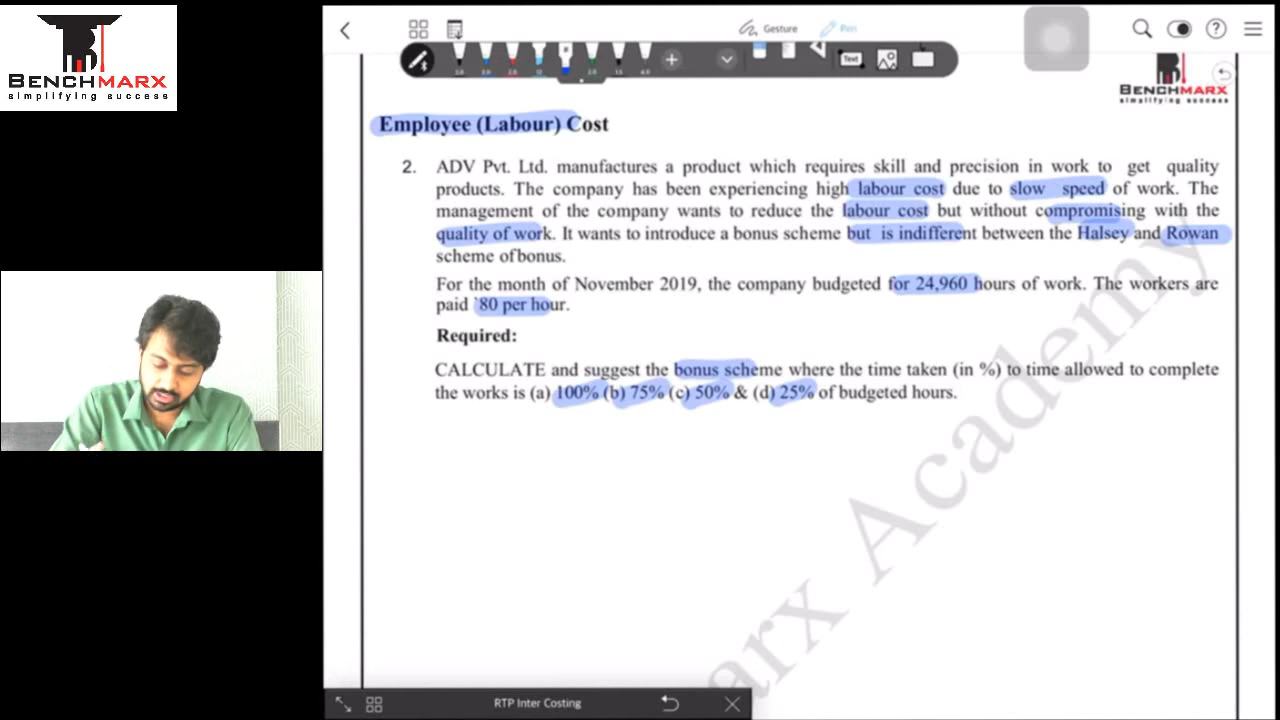 BENCHMARX
simplifying success
Gesture
Pen
Text
BENCHMARX
simplifying success
Employee (Labour) Cost
2. ADV Pvt. Ltd. manufactures a product which requires skill and precision in work to get quality
products. The company has been experiencing high labour cost due to slow speed of work. The
management of the company wants to reduce the labour cost but without compromising with the
quality of work. It wants to introduce a bonus scheme but is indifferent between the Halsey and Rowan
scheme of bonus.
For the month of November 2019, the company budgeted for 24,960 hours of work. The workers are
paid `80 per hour.
Required:
CALCULATE and suggest the bonus scheme where the time taken (in %) to time allowed to complete
the works is (a) 100% (b) 75% (c) 50% & (d) 25% of budgeted hours.
arx Academy
RTP Inter Costing